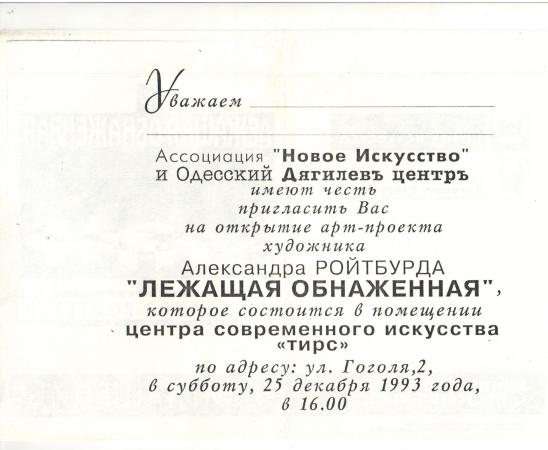 Уважаем
Ассоциация "Новое Искусство"
и Одесский Дягилевъ центръ
имеют честь
пригласить Вас
на открытие арт-проекта
художника
Александра РОЙТБУРДА
"ЛЕЖАЩАЯ ОБНАЖЕННАЯ",
которое состоится в помещении
центра современного искусства
«тирс»
по адресу: ул. Гоголя,2,
в субботу, 25 декабря 1993 года,
в 16.00